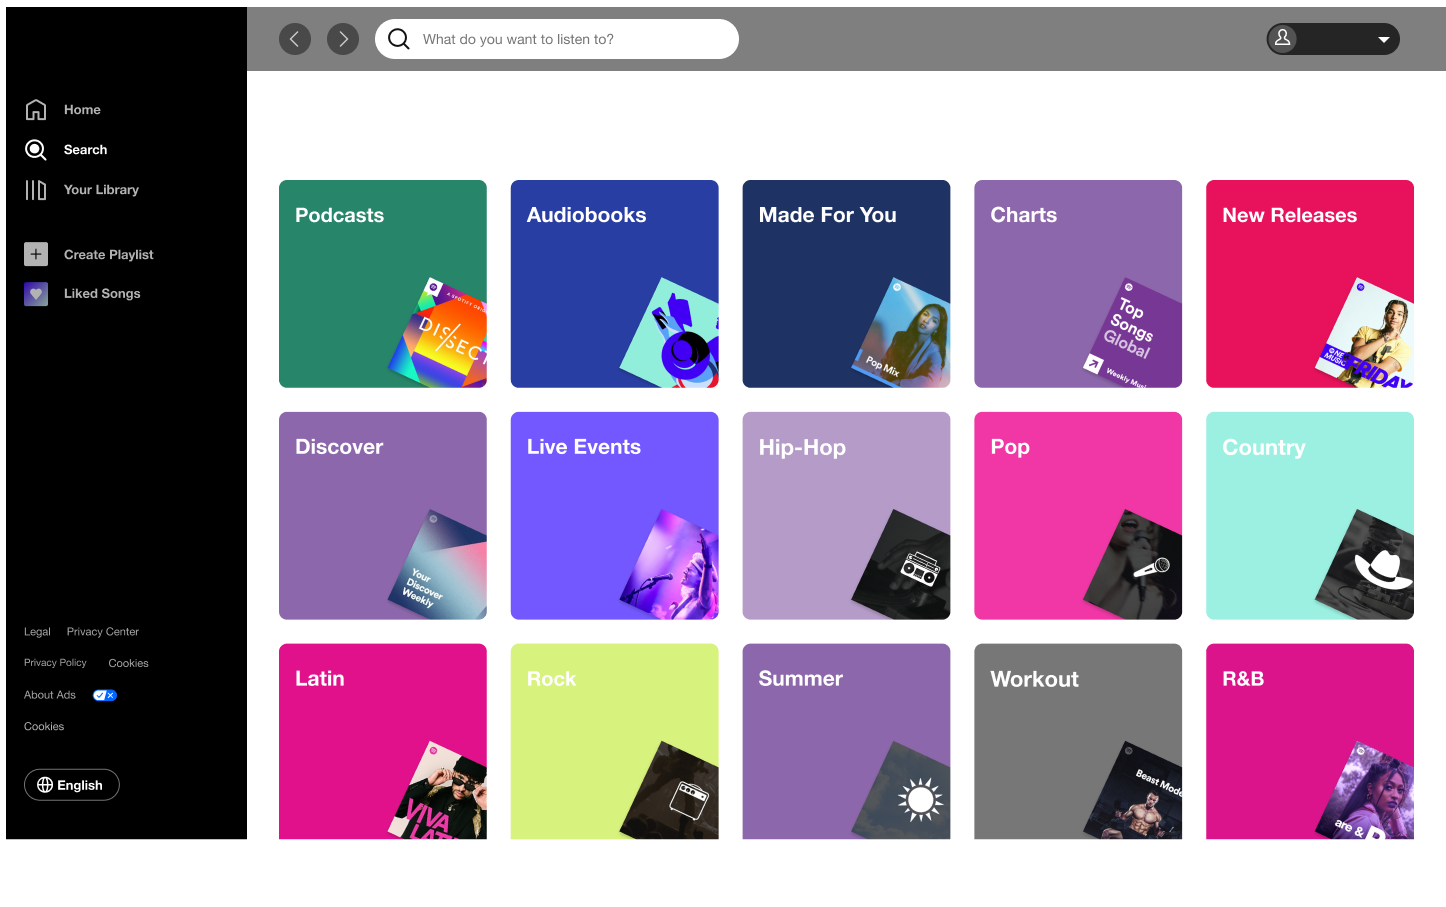 What do you want to listen to?
Home
Search
Your Library
Create Playlist
Liked Songs
Podcasts
Audiobooks
Made For You
Charts
New Releases
A SPOTIFY
DISSECT
Pop Mix
Top
Songs
Global
Weekly
NE
MUSIC
FRIDAY
Discover
Live Events
Hip-Hop
Pop
Country
Your
Discover
Weekly
Latin
Rock
Summer
Workout
R&B
VIVA
Beast Mode
are &
Legal Privacy Center
Privacy Policy Cookies
About Ads
Cookies
English